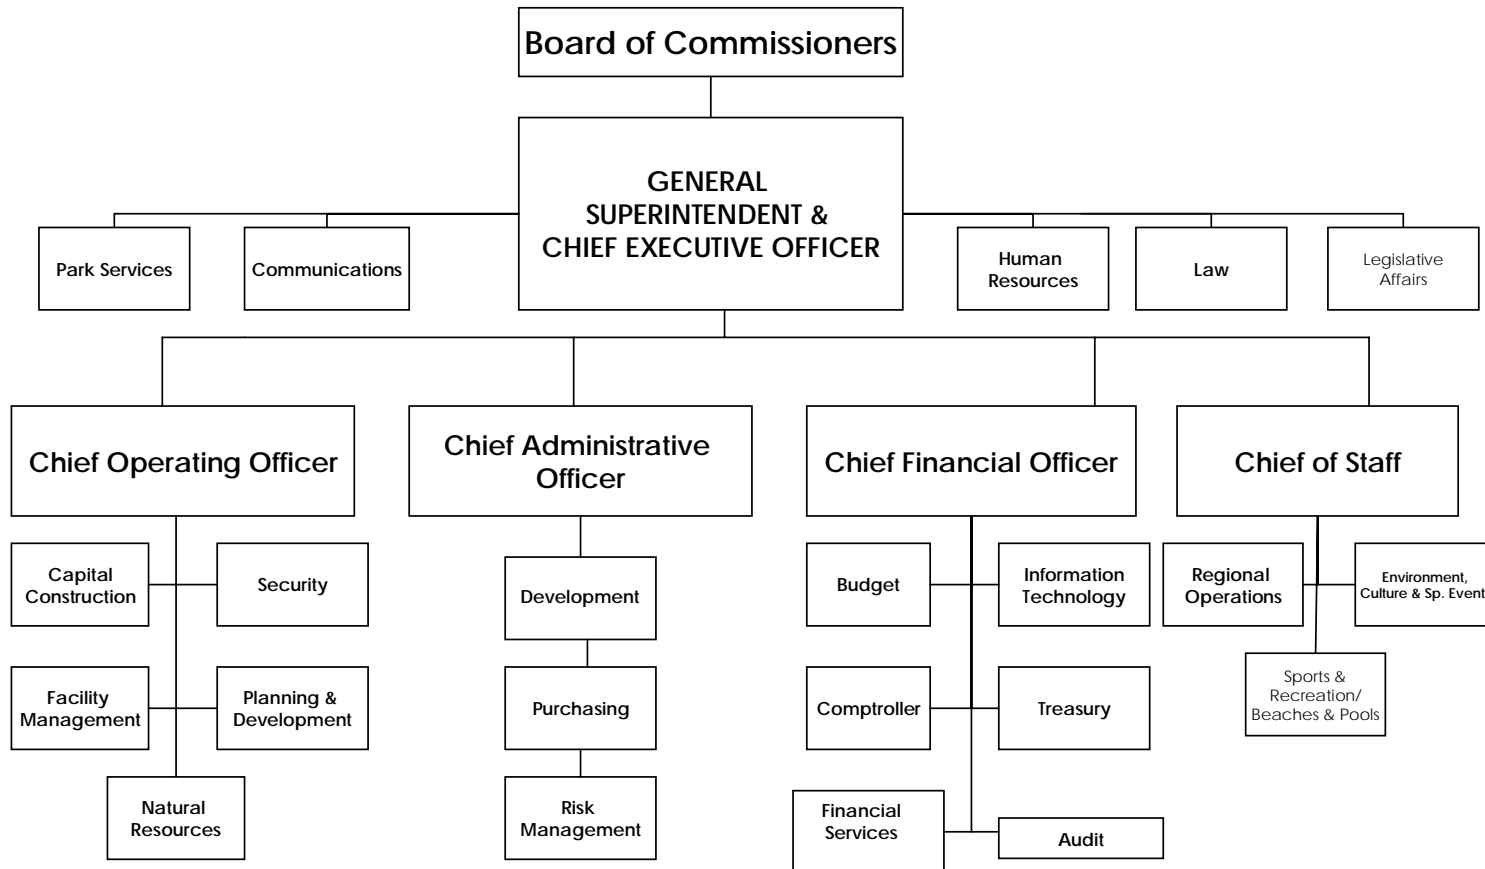 Board of Commissioners
GENERAL
SUPERINTENDENT &
CHIEF EXECUTIVE OFFICER
Park Services
Communications
Human
Resources
Law
Legislative
Affairs
Chief Operating Officer
Chief Administrative
Officer
Chief Financial Officer
Chief of Staff
Capital
Construction
Security
Facility
Management
Planning &
Development
Natural
Resources
Development
Purchasing
Risk
Management
Budget
Information
Technology
Comptroller
Treasury
Financial
Services
Audit
Regional
Operations
Environment,
Culture & Sp. Event
Sports &
Recreation/
Beaches & Pools